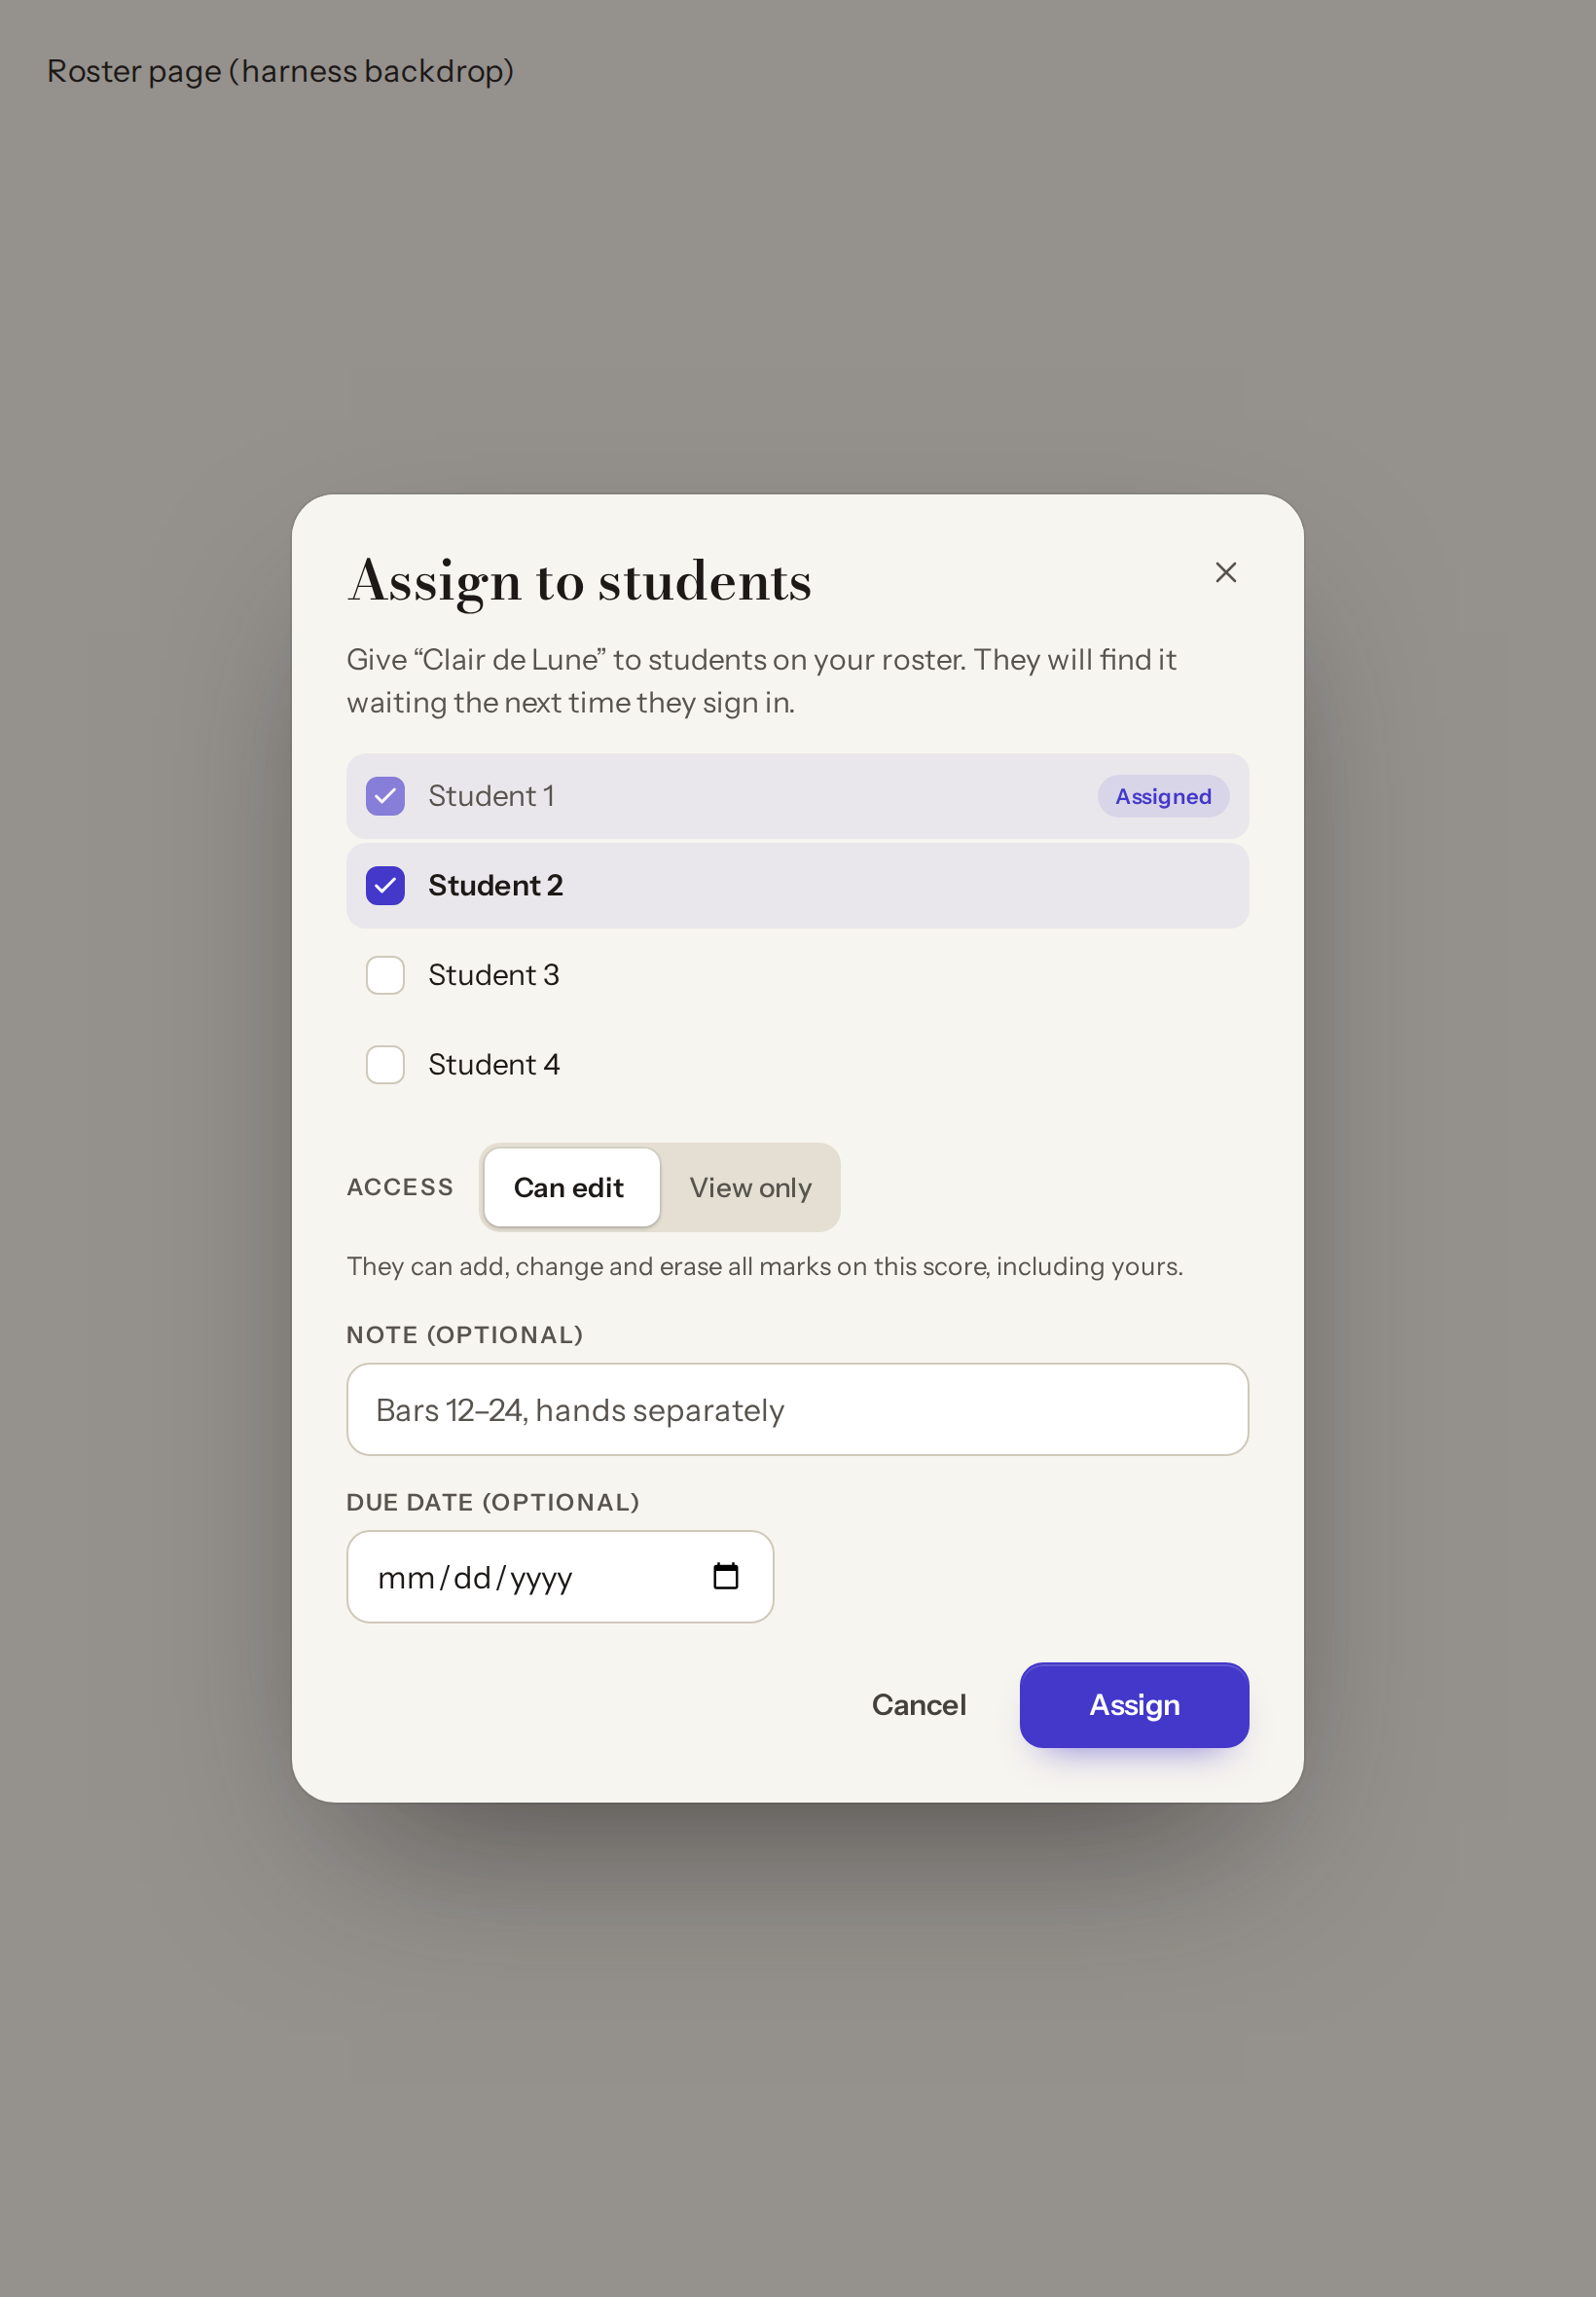 Roster page (harness backdrop)
Assign to students
Give “Clair de Lune” to students on your roster. They will find it
waiting the next time they sign in.
Student 1
Assigned
Student 2
Student 3
Student 4
ACCESS
Can edit
View only
They can add, change and erase all marks on this score, including yours.
NOTE (OPTIONAL)
Bars 12–24, hands separately
DUE DATE (OPTIONAL)
mm/dd/yyyy
Cancel
Assign